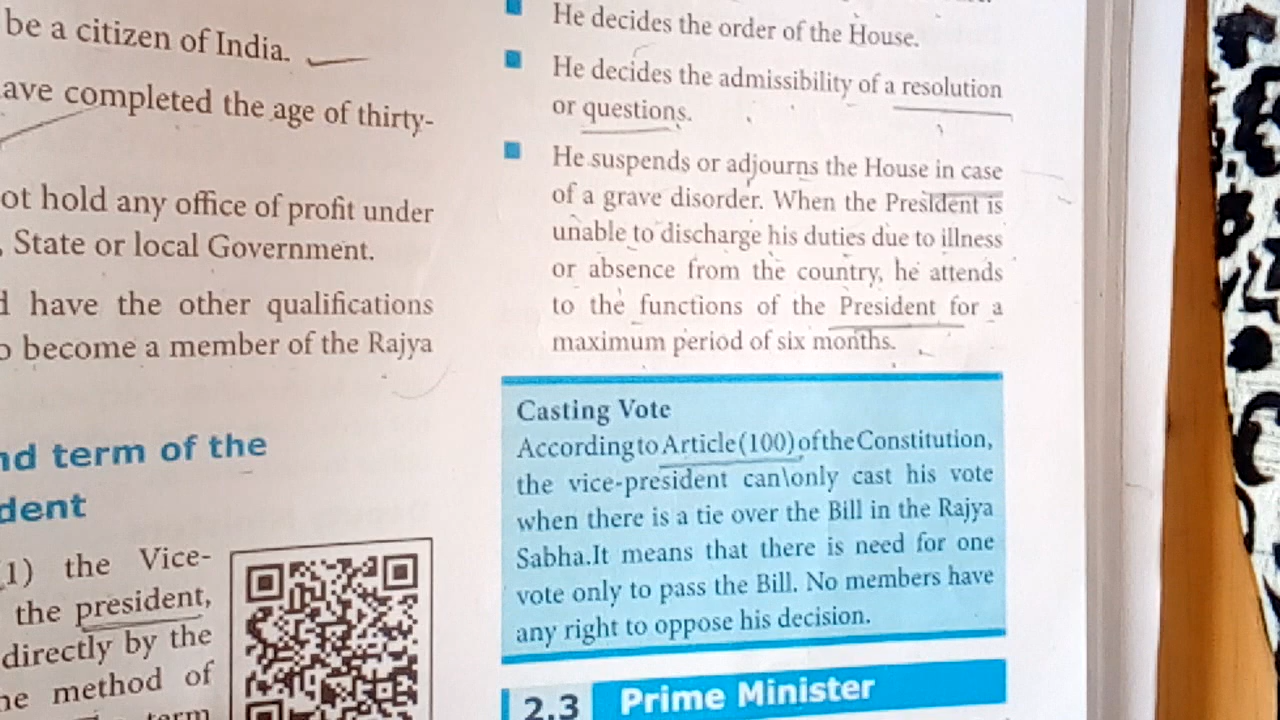 be a citizen of India.
ave completed the age of thirty-
ot hold any office of profit under
, State or local Government.
have the other qualifications
become a member of the Rajya
nd term of the
dent
1) the Vice-
the president,
directly by the
he method of
term
He decides the order of the House.
He decides the admissibility of a resolution
or questions.
He suspends or adjourns the House in case
of a grave disorder. When the President is
unable to discharge his duties due to illness
or absence from the country, he attends
to the functions of the President for a
maximum period of six months.
Casting Vote
According to Article (100) of the Constitution,
the vice-president can\only cast his vote
when there is a tie over the Bill in the Rajya
Sabha.It means that there is need for one
vote only to pass the Bill. No members have
any right to oppose his decision.
2.3 Prime Minister